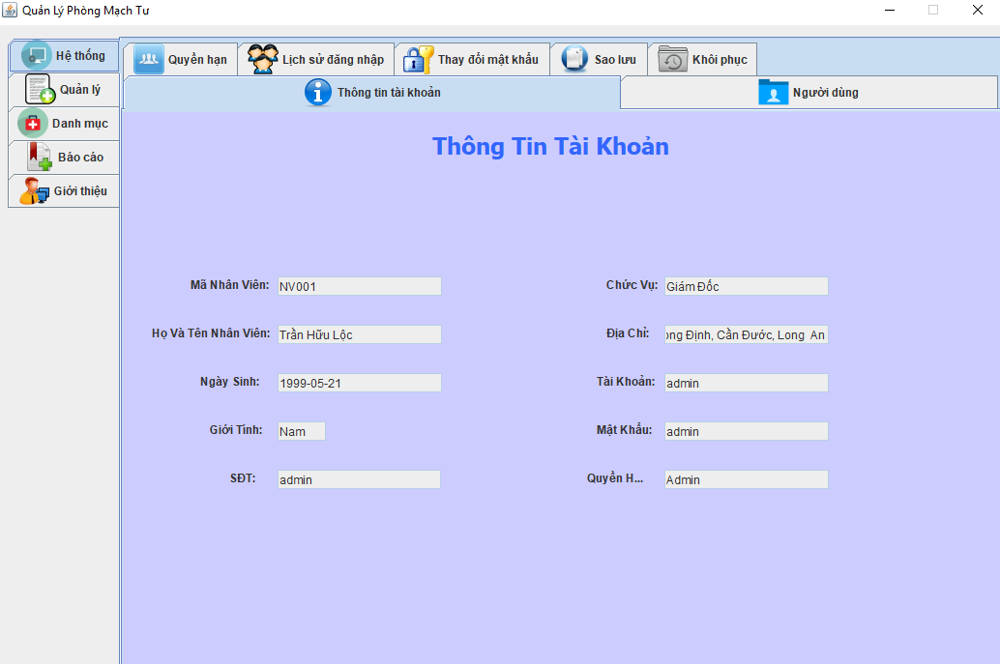 Quản Lý Phòng Mạch Tư
Hệ thống
Quản lý
Danh mục
Báo cáo
Giới thiệu
Quyền hạn
Lịch sử đăng nhập
Thay đổi mật khẩu
Sao lưu
Khôi phục
Thông tin tài khoản
Người dùng
Thông Tin Tài Khoản
Mã Nhân Viên: NV001
Chức Vụ: Giám Đốc
Họ Và Tên Nhân Viên: Trần Hữu Lộc
Địa Chỉ: ong Định, Cần Đước, Long An
Ngày Sinh: 1999-05-21
Tài Khoản: admin
Giới Tính: Nam
Mật Khẩu: admin
SĐT: admin
Quyền H... Admin